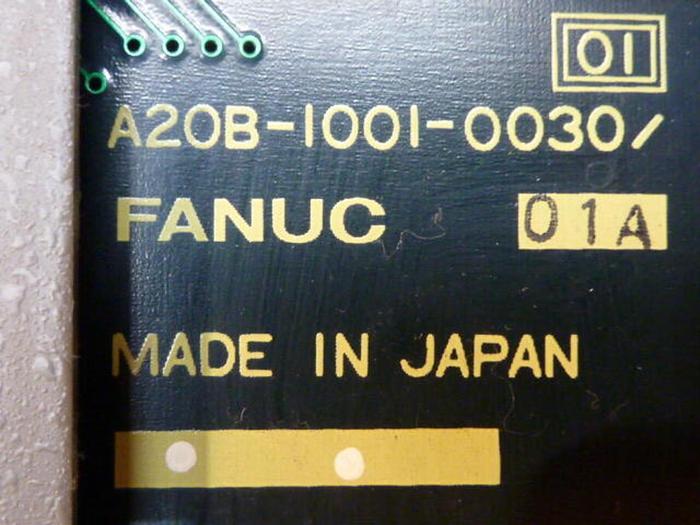 01
A20B-1001-0030/
FANUC 01A
MADE IN JAPAN